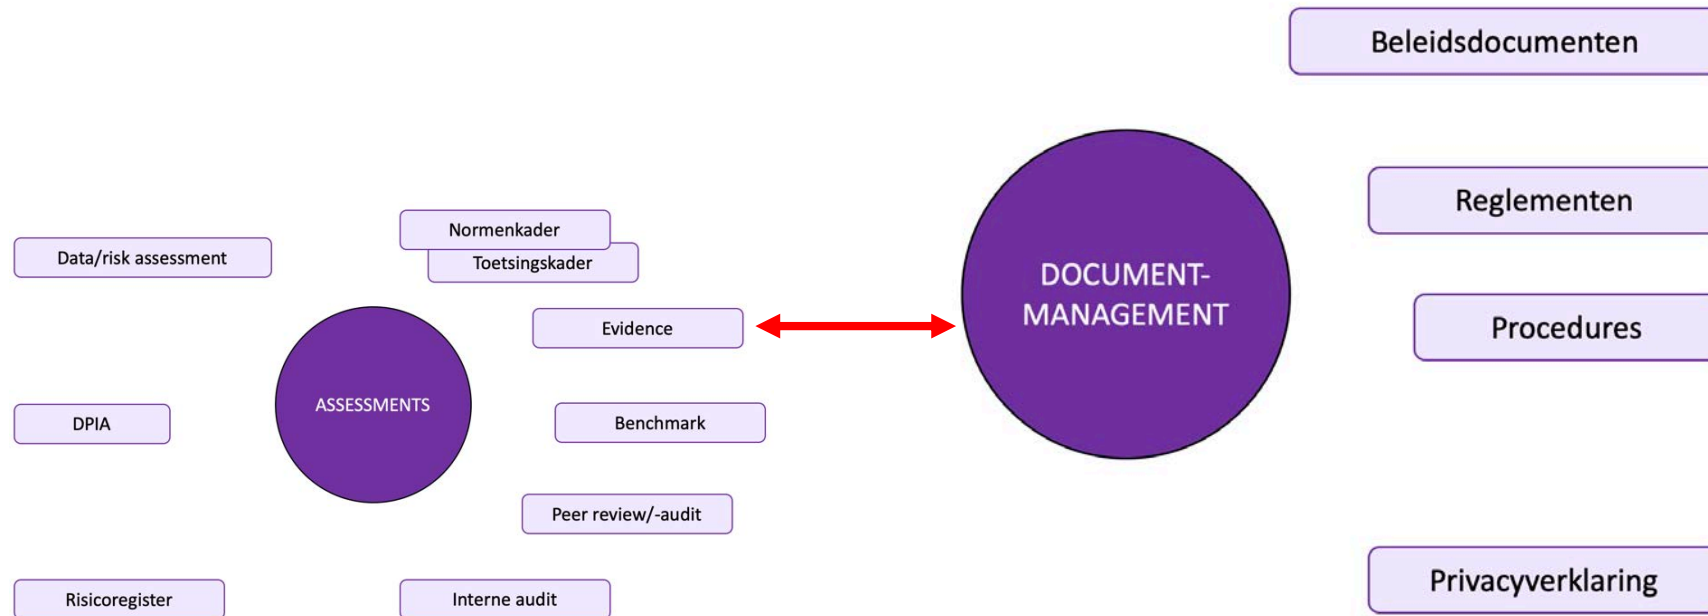 Beleidsdocumenten
Reglementen
Normenkader
Toetsingskader
Data/risk assessment
DOCUMENT-
MANAGEMENT
Evidence
Procedures
ASSESSMENTS
DPIA
Benchmark
Peer review/-audit
Privacyverklaring
Risicoregister
Interne audit